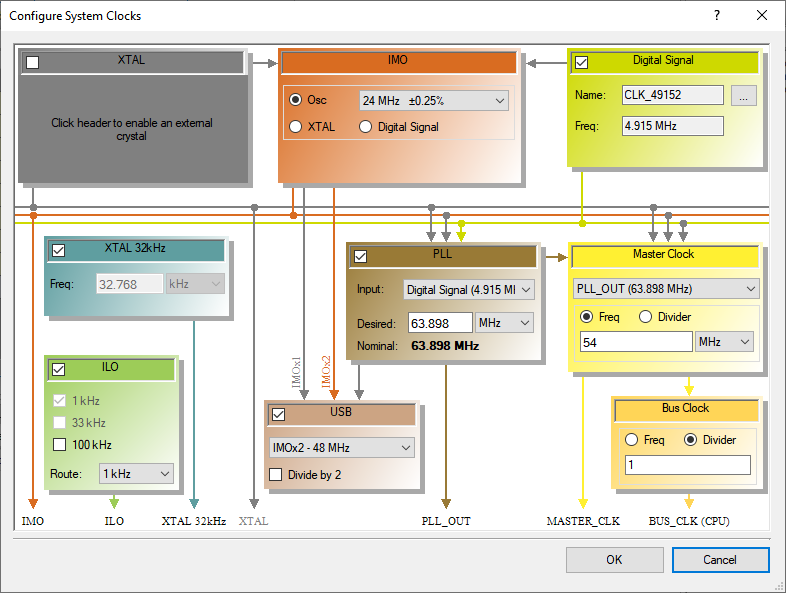 Configure System Clocks
?
XTAL
Click header to enable an external
crystal
IMO
Osc
24 MHz ±0.25%
XTAL
Digital Signal
Digital Signal
Name:
CLK_49152
...
Freq:
4.915 MHz
XTAL 32kHz
Freq:
32.768
kHz
PLL
Input:
Digital Signal (4.915 MI
Desired:
63.898
MHz
Nominal:
63.898 MHz
Master Clock
PLL_OUT (63.898 MHz)
Freq
Divider
54
MHz
ILO
1 kHz
33 kHz
100 kHz
Route:
1 kHz
IMOx1
IMOx2
USB
IMOx2 - 48 MHz
Divide by 2
Bus Clock
Freq
Divider
1
IMO
ILO
XTAL 32kHz
XTAL
PLL_OUT
MASTER_CLK
BUS_CLK (CPU)
OK
Cancel